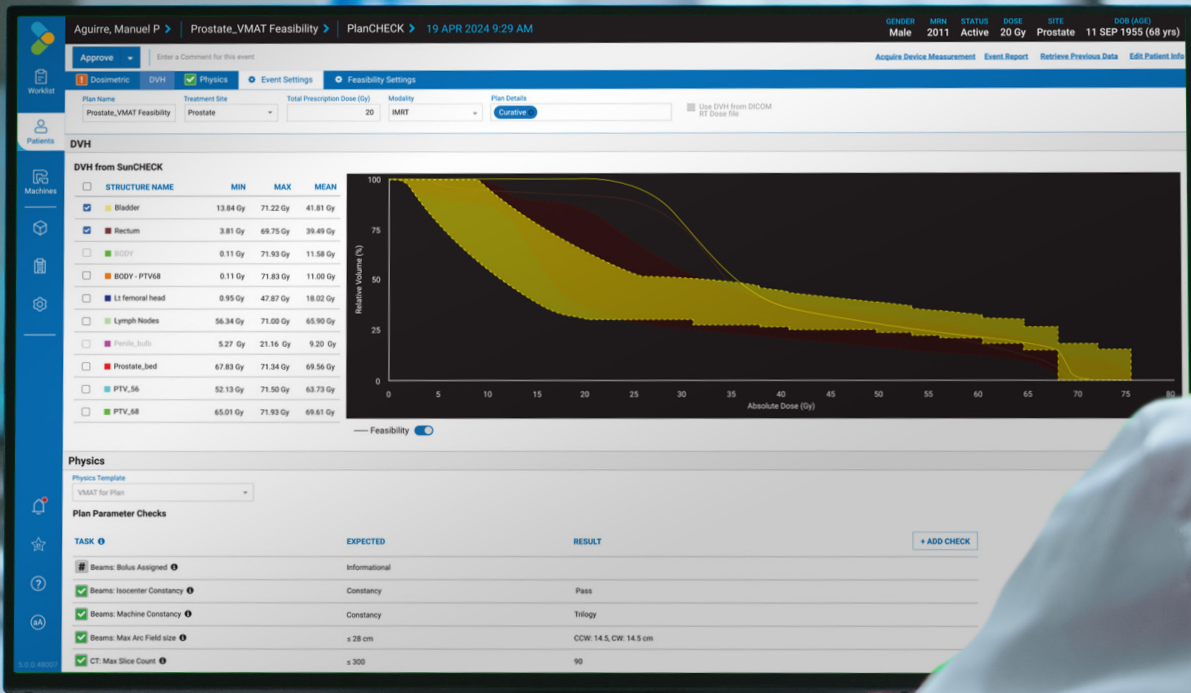 Aguirre, Manuel P > Prostate_VMAT Feasibility > PlanCHECK > 19 APR 2024 9:29 AM
GENDER MRN STATUS DOSE SITE DOB (AGE)
Male 2011 Active 20 Gy Prostate 11 SEP 1955 (68 yrs)
Approve Enter a Comment for this event Acquire Device Measurement Event Report Retrieve Previous Data Edit Patient Info
Worklist
Patients
Machines
Dosimetric DVH Physics Event Settings Feasibility Settings
Plan Name Treatment Site Total Prescription Dose (Gy) Modality Plan Details
Prostate_VMAT Feasibility Prostate 20 IMRT Curative
Use DVH from DICOM
RT Dose file
DVH
DVH from SunCHECK
STRUCTURE NAME MIN MAX MEAN
Bladder 13.84 Gy 71.22 Gy 41.81 Gy
Rectum 3.81 Gy 69.75 Gy 39.49 Gy
BODY 0.11 Gy 71.93 Gy 11.58 Gy
BODY - PTV68 0.11 Gy 71.83 Gy 11.00 Gy
Lt femoral head 0.95 Gy 47.87 Gy 18.02 Gy
Lymph Nodes 56.34 Gy 71.00 Gy 65.90 Gy
Penile_bulb 5.27 Gy 21.16 Gy 9.20 Gy
Prostate_bed 67.83 Gy 71.34 Gy 69.56 Gy
PTV_56 52.13 Gy 71.50 Gy 63.73 Gy
PTV_68 65.01 Gy 71.93 Gy 69.61 Gy
Relative Volume (%)
100
75
50
25
0
0 5 10 15 20 25 30 35 40 45 50 55 60 65 70 75 80
Absolute Dose (Gy)
Feasibility
Physics
Physics Template
VMAT for Plan
Plan Parameter Checks
TASK EXPECTED RESULT + ADD CHECK
# Beams: Bolus Assigned Informational
Beams: Isocenter Constancy Constancy Pass
Beams: Machine Constancy Constancy Trilogy
Beams: Max Arc Field size ≤ 28 cm CCW: 14.5, CW: 14.5 cm
CT: Max Slice Count ≤ 300 90
aA
5.0.0.48007